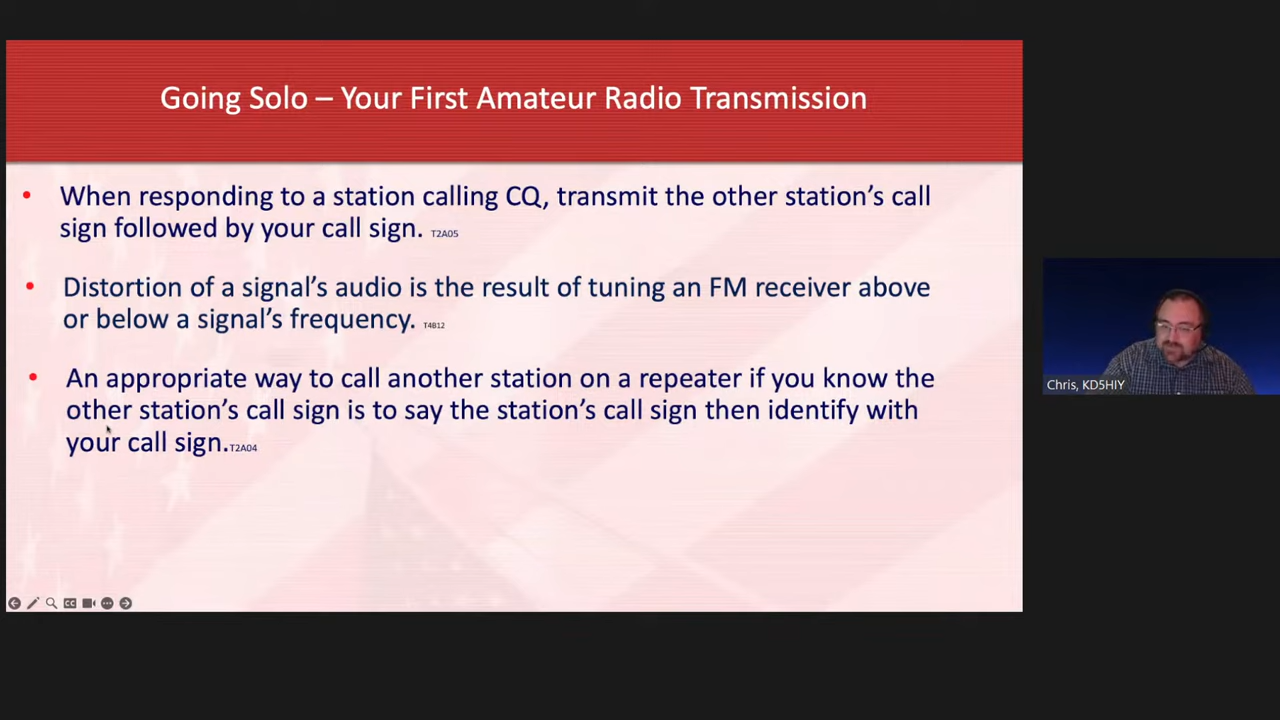 Going Solo – Your First Amateur Radio Transmission
• When responding to a station calling CQ, transmit the other station's call
sign followed by your call sign. T2A05
• Distortion of a signal's audio is the result of tuning an FM receiver above
or below a signal's frequency. T4B12
• An appropriate way to call another station on a repeater if you know the
other station's call sign is to say the station's call sign then identify with
your call sign.T2A04
Chris, KD5HIY
CC